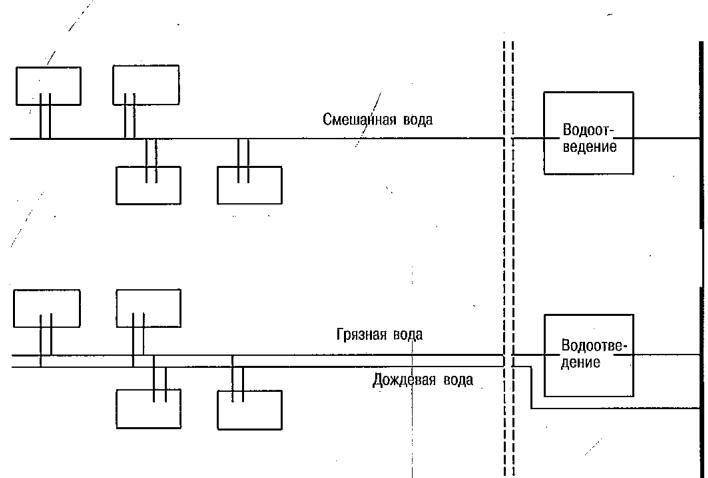 Смешанная вода
Водоот-
ведение
Грязная вода
Водоотве-
дение
Дождевая вода